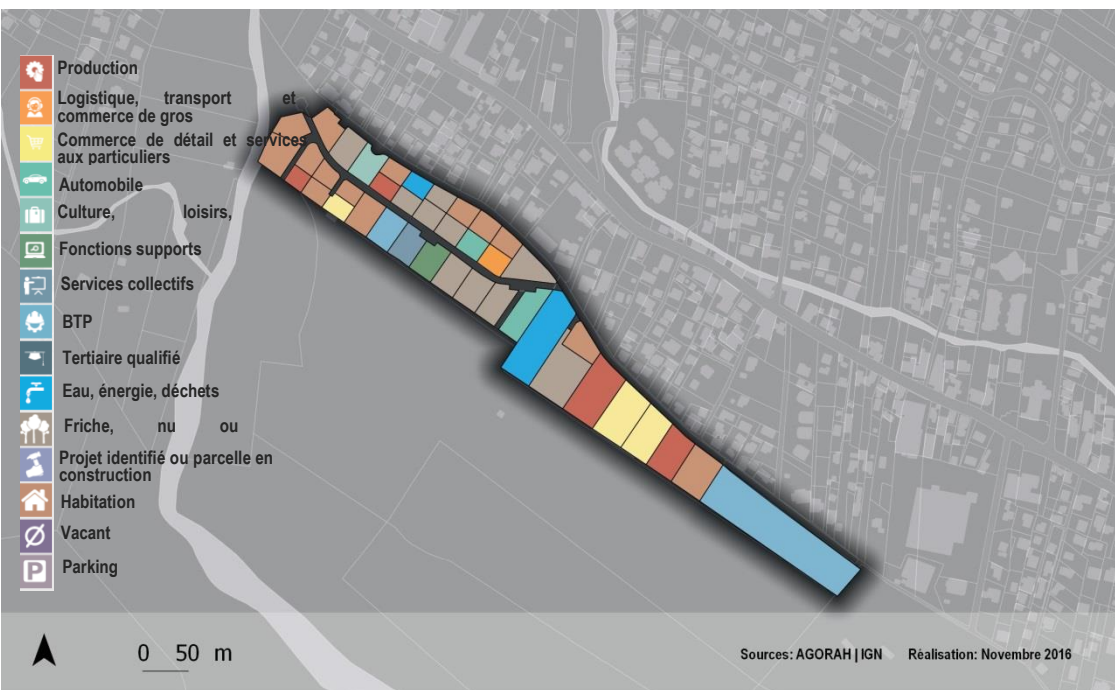 Production
Logistique, transport et
commerce de gros
Commerce de détail et services
aux particuliers
Automobile
Culture, loisirs,
Fonctions supports
Services collectifs
BTP
Tertiaire qualifié
Eau, énergie, déchets
Friche, nu ou
Projet identifié ou parcelle en
construction
Habitation
Vacant
P Parking
0 50 m
Sources: AGORAH | IGN Réalisation: Novembre 2016